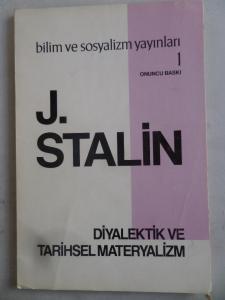 bilim ve sosyalizm yayınları
1
ONUNCU BASKI
J.
STALİN
DİYALEKTİK VE
TARİHSEL MATERYALİZM